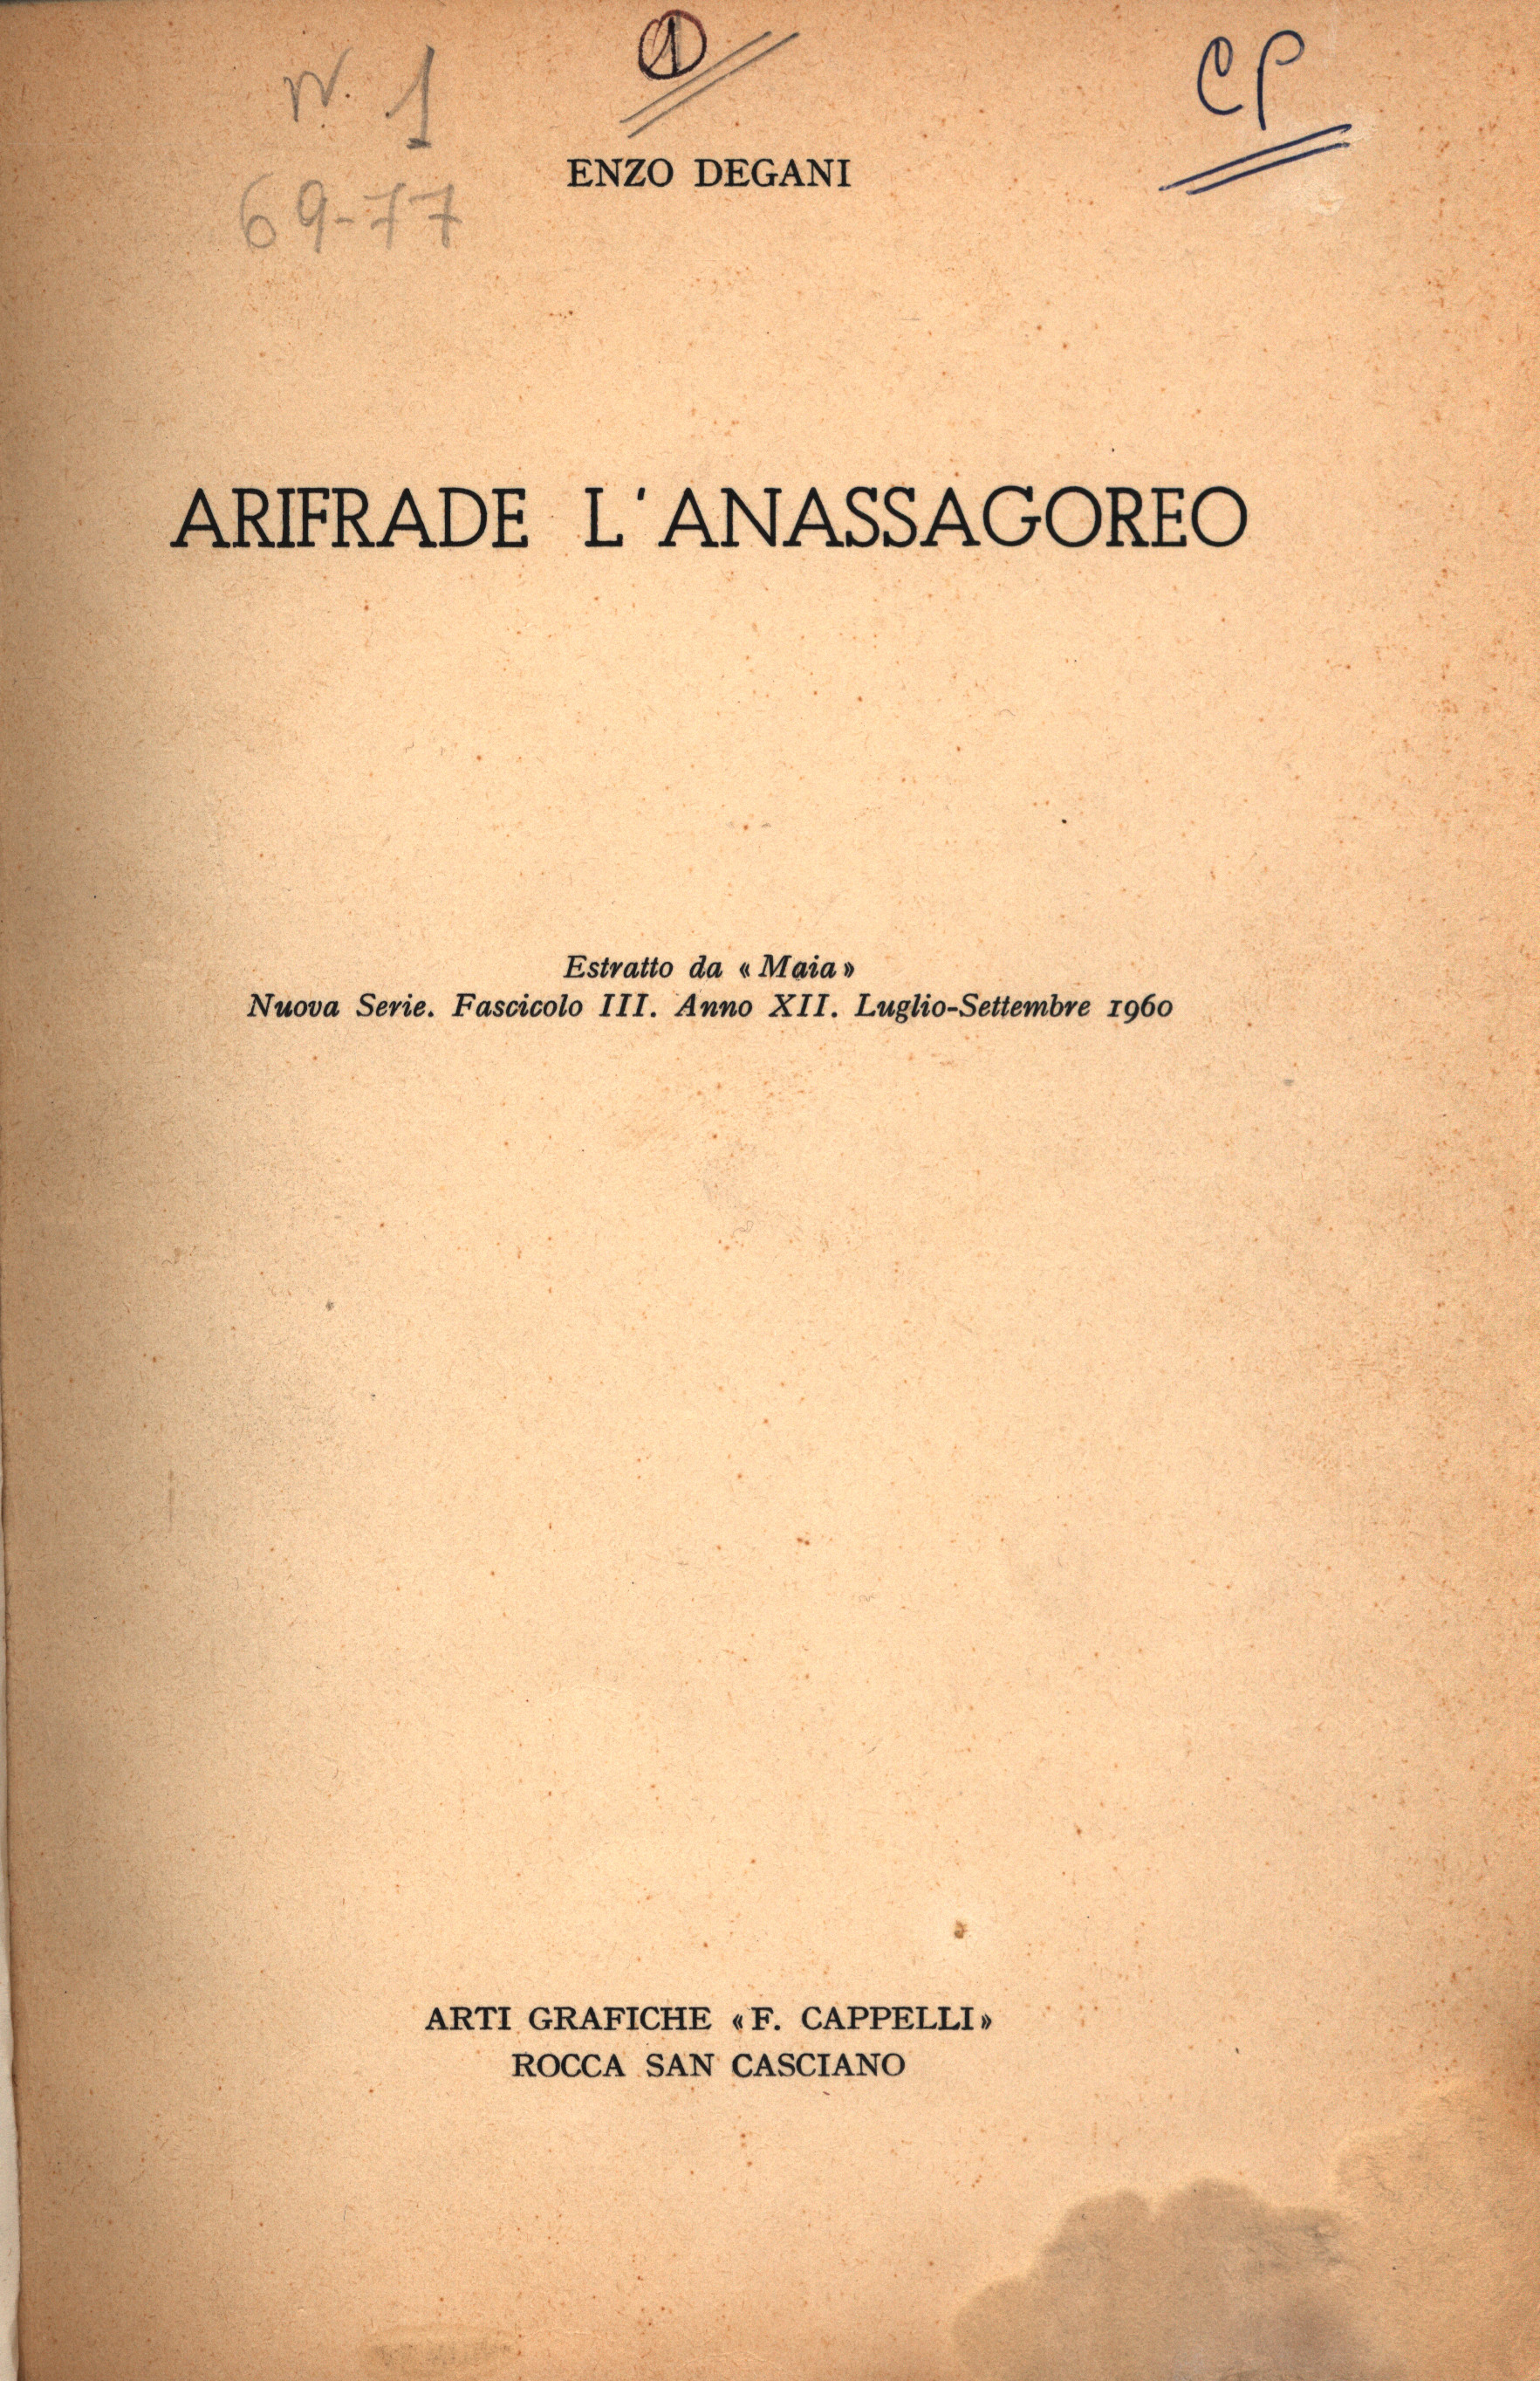 N. 1
1
CP
69-77
ENZO DEGANI
ARIFRADE L'ANASSAGOREO
Estratto da « Maia »
Nuova Serie. Fascicolo III. Anno XII. Luglio-Settembre 1960
ARTI GRAFICHE « F. CAPPELLI »
ROCCA SAN CASCIANO